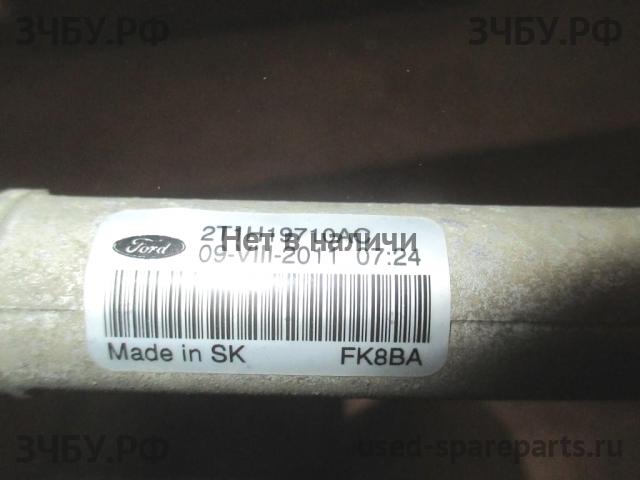 ЗЧБУ.РФ ЗЧБУ.РФ
Ford
Нет в наличи
09-VIII-2011 07:24
Made in SK FK8BA
ЗЧБУ.РФ used-spareparts.ru